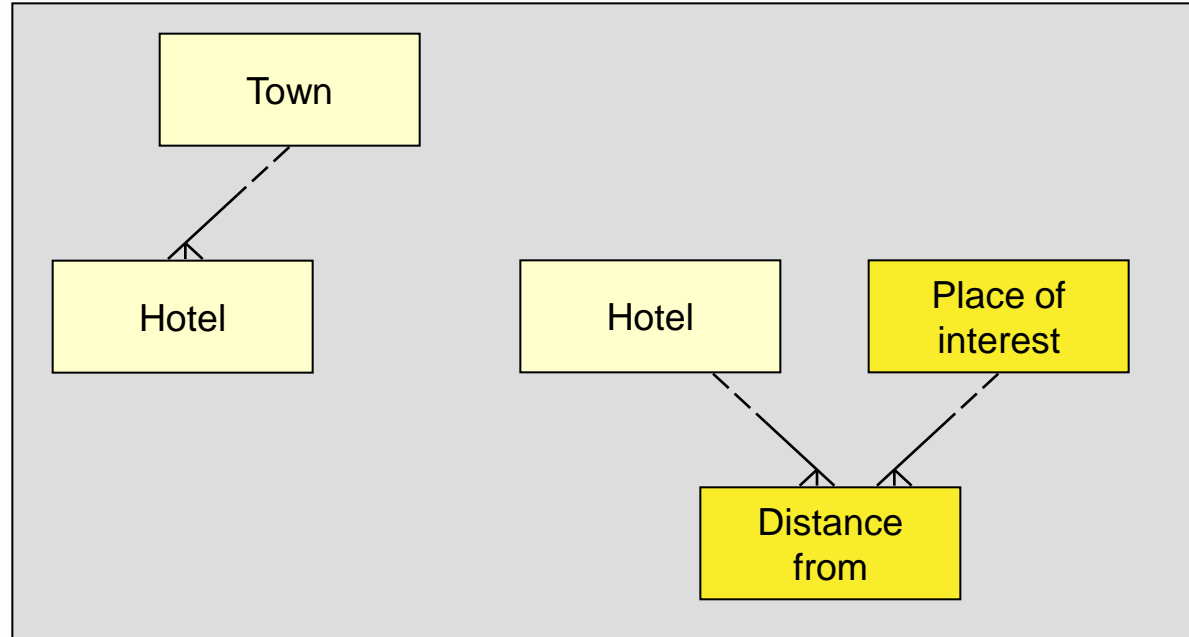 Town
Hotel
Hotel
Place of
interest
Distance
from